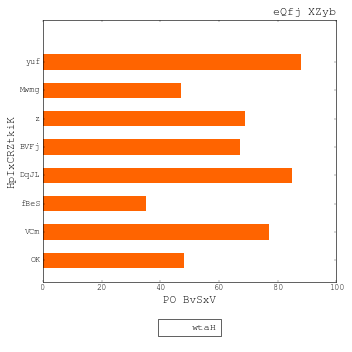 eQfj XZyb
yuf
Mwmg
z
BVFj
DqJL
fBeS
VCm
OK
HpIxCRZtkiK
0 20 40 60 80 100
PO BvSxV
wtaH